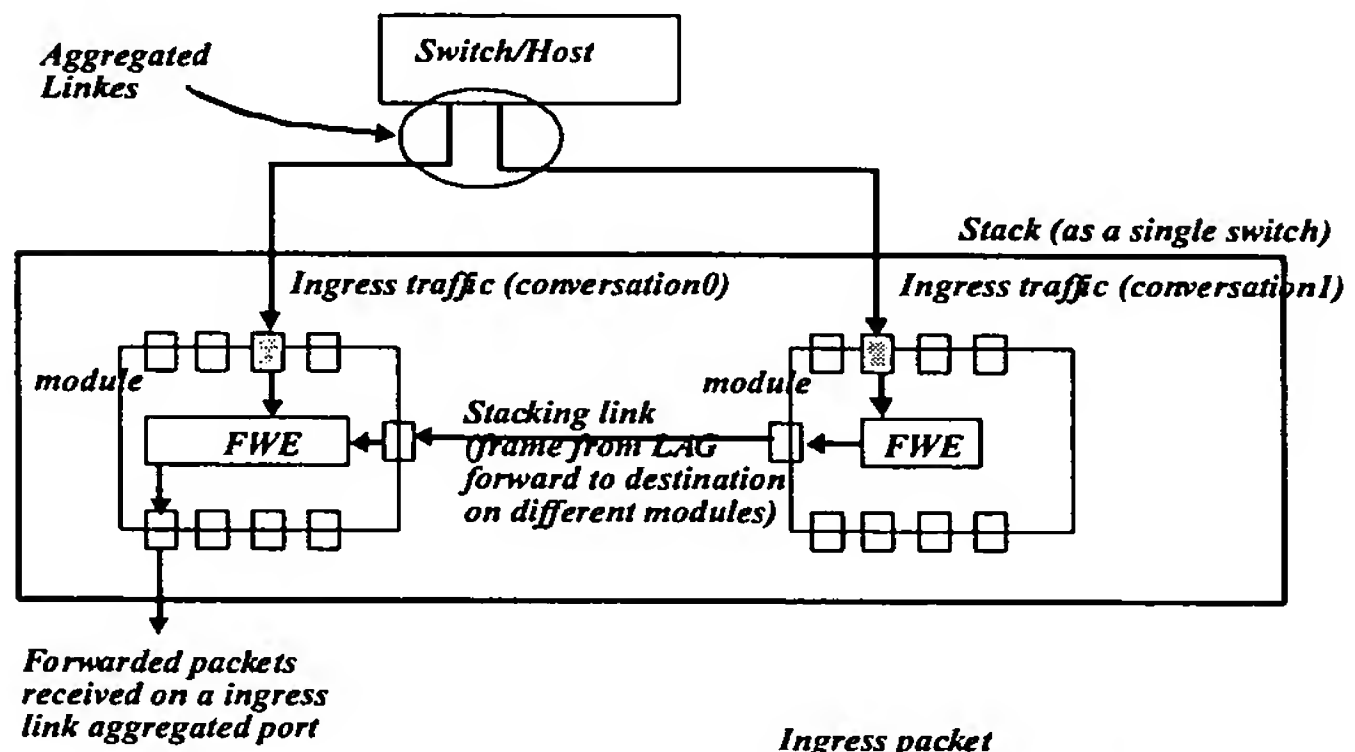 Switch/Host
Aggregated
Linkes
Stack (as a single switch)
Ingress traffic (conversation0)
Ingress traffic (conversation1)
module
module
Stacking link
(frame from LAG
forward to destination
on different modules)
FWE
FWE
Forwarded packets
received on a ingress
link aggregated port
Ingress packet